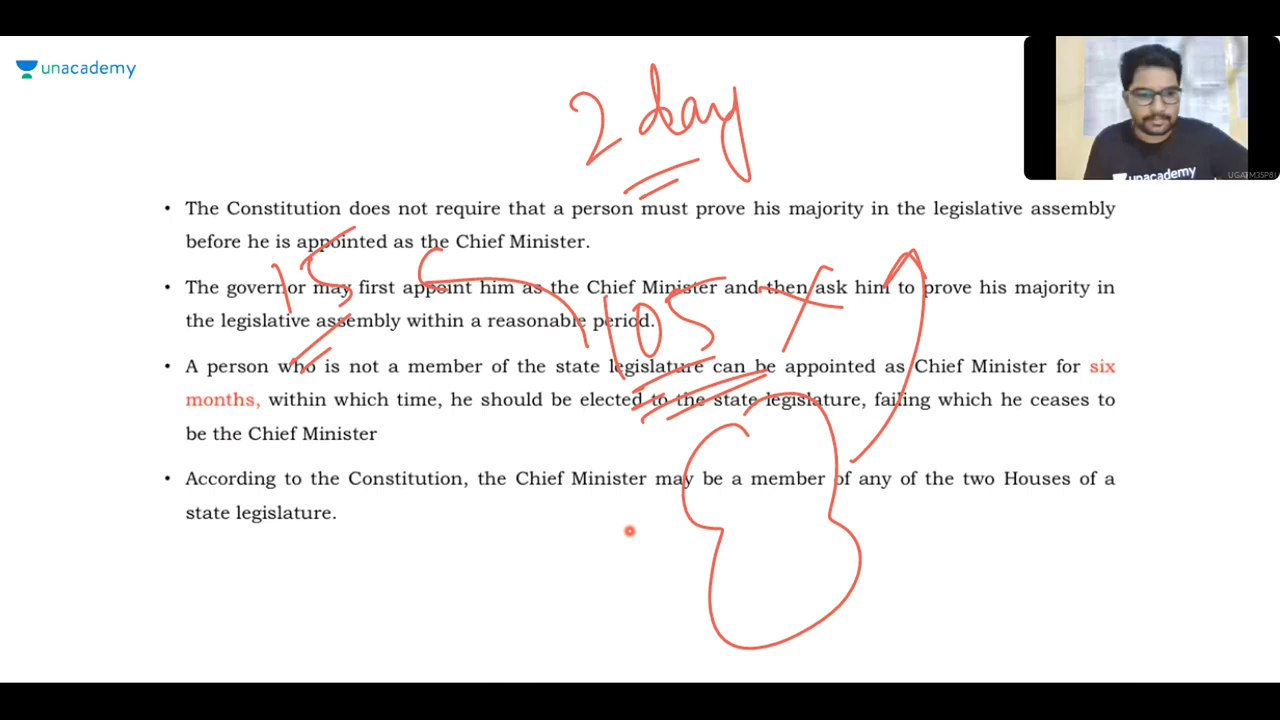 unacademy
2 day
unacademy
UGATM35P8I
• The Constitution does not require that a person must prove his majority in the legislative assembly
before he is appointed as the Chief Minister.
15
• The governor may first appoint him as the Chief Minister and then ask him to prove his majority in
the legislative assembly within a reasonable period.
105
• A person who is not a member of the state legislature can be appointed as Chief Minister for six
months, within which time, he should be elected to the state legislature, failing which he ceases to
be the Chief Minister
• According to the Constitution, the Chief Minister may be a member of any of the two Houses of a
state legislature.